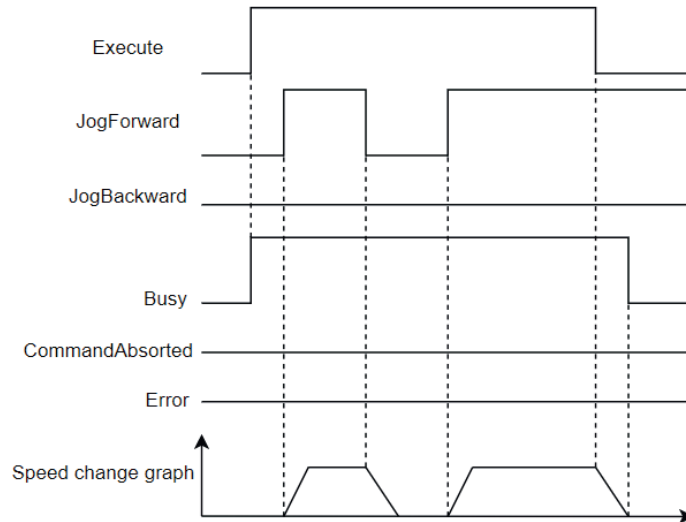 Execute
JogForward
JogBackward
Busy
CommandAbsorted
Error
Speed change graph